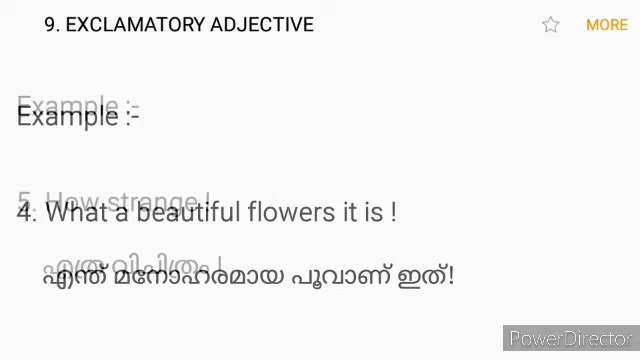 9. EXCLAMATORY ADJECTIVE
MORE
Example :-
Example :-
5. How strange !
4. What a beautiful flowers it is !
എത്ര വിചിത്രം !
എന്ത് മനോഹരമായ പൂവാണ് ഇത്!
PowerDirector